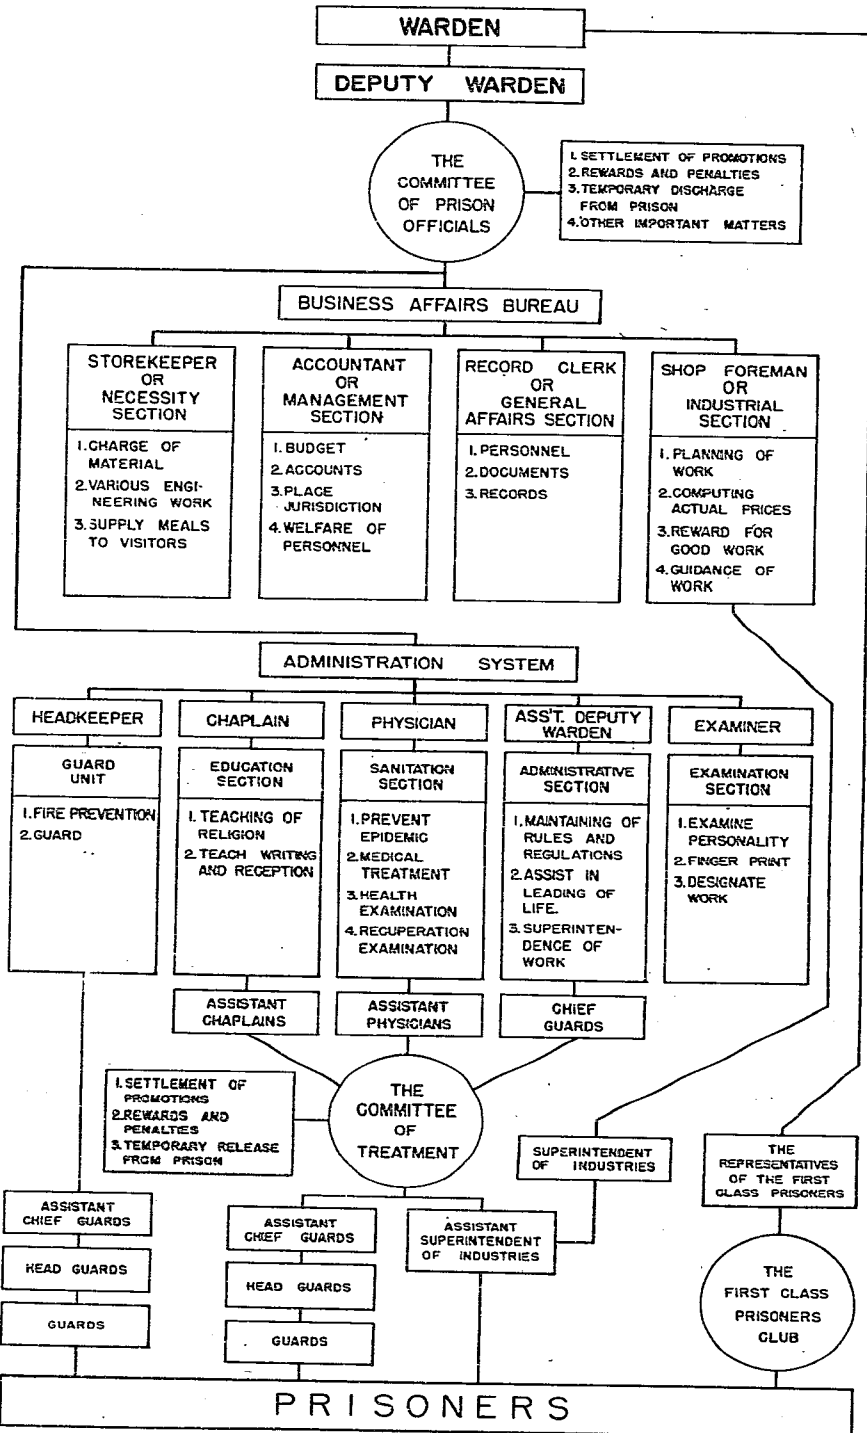 WARDEN
DEPUTY WARDEN
THE
COMMITTEE
OF PRISON
OFFICIALS
1. SETTLEMENT OF PROMOTIONS
2. REWARDS AND PENALTIES
3. TEMPORARY DISCHARGE
FROM PRISON
4. OTHER IMPORTANT MATTERS
BUSINESS AFFAIRS BUREAU
STOREKEEPER
OR
NECESSITY
SECTION
1. CHARGE OF
MATERIAL
2. VARIOUS ENGI-
NEERING WORK
3. SUPPLY MEALS
TO VISITORS
ACCOUNTANT
OR
MANAGEMENT
SECTION
1. BUDGET
2. ACCOUNTS
3. PLACE
JURISDICTION
4. WELFARE OF
PERSONNEL
RECORD CLERK
OR
GENERAL
AFFAIRS SECTION
1. PERSONNEL
2. DOCUMENTS
3. RECORDS
SHOP FOREMAN
OR
INDUSTRIAL
SECTION
1. PLANNING OF
WORK
2. COMPUTING
ACTUAL PRICES
3. REWARD FOR
GOOD WORK
4. GUIDANCE OF
WORK
ADMINISTRATION SYSTEM
HEADKEEPER
GUARD
UNIT
1. FIRE PREVENTION
2. GUARD
CHAPLAIN
EDUCATION
SECTION
1. TEACHING OF
RELIGION
2. TEACH WRITING
AND RECEPTION
ASSISTANT
CHAPLAINS
PHYSICIAN
SANITATION
SECTION
1. PREVENT
EPIDEMIC
2. MEDICAL
TREATMENT
3. HEALTH
EXAMINATION
4. RECUPERATION
EXAMINATION
ASSISTANT
PHYSICIANS
ASS'T. DEPUTY
WARDEN
ADMINISTRATIVE
SECTION
1. MAINTAINING OF
RULES AND
REGULATIONS
2. ASSIST IN
LEADING OF
LIFE.
3. SUPERINTEN-
DENCE OF
WORK
CHIEF
GUARDS
EXAMINER
EXAMINATION
SECTION
1. EXAMINE
PERSONALITY
2. FINGER PRINT
3. DESIGNATE
WORK
1. SETTLEMENT OF
PROMOTIONS
2. REWARDS AND
PENALTIES
3. TEMPORARY RELEASE
FROM PRISON
THE
COMMITTEE
OF
TREATMENT
SUPERINTENDENT
OF INDUSTRIES
THE
REPRESENTATIVES
OF THE FIRST
CLASS PRISONERS
ASSISTANT
CHIEF GUARDS
HEAD GUARDS
GUARDS
ASSISTANT
CHIEF GUARDS
HEAD GUARDS
GUARDS
ASSISTANT
SUPERINTENDENT
OF INDUSTRIES
THE
FIRST CLASS
PRISONERS
CLUB
PRISONERS